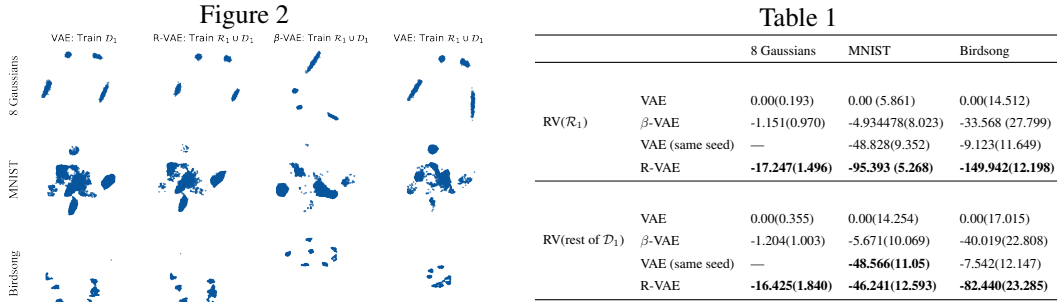 Figure 2
VAE: Train 𝒟₁ R-VAE: Train ℛ₁ ∪ 𝒟₁ β-VAE: Train ℛ₁ ∪ 𝒟₁ VAE: Train ℛ₁ ∪ 𝒟₁
8 Gaussians
MNIST
Birdsong
Table 1
8 Gaussians MNIST Birdsong
VAE 0.00(0.193) 0.00 (5.861) 0.00(14.512)
RV(ℛ₁) β-VAE -1.151(0.970) -4.934478(8.023) -33.568 (27.799)
VAE (same seed) — -48.828(9.352) -9.123(11.649)
R-VAE -17.247(1.496) -95.393 (5.268) -149.942(12.198)
VAE 0.00(0.355) 0.00(14.254) 0.00(17.015)
RV(rest of 𝒟₁) β-VAE -1.204(1.003) -5.671(10.069) -40.019(22.808)
VAE (same seed) — -48.566(11.05) -7.542(12.147)
R-VAE -16.425(1.840) -46.241(12.593) -82.440(23.285)